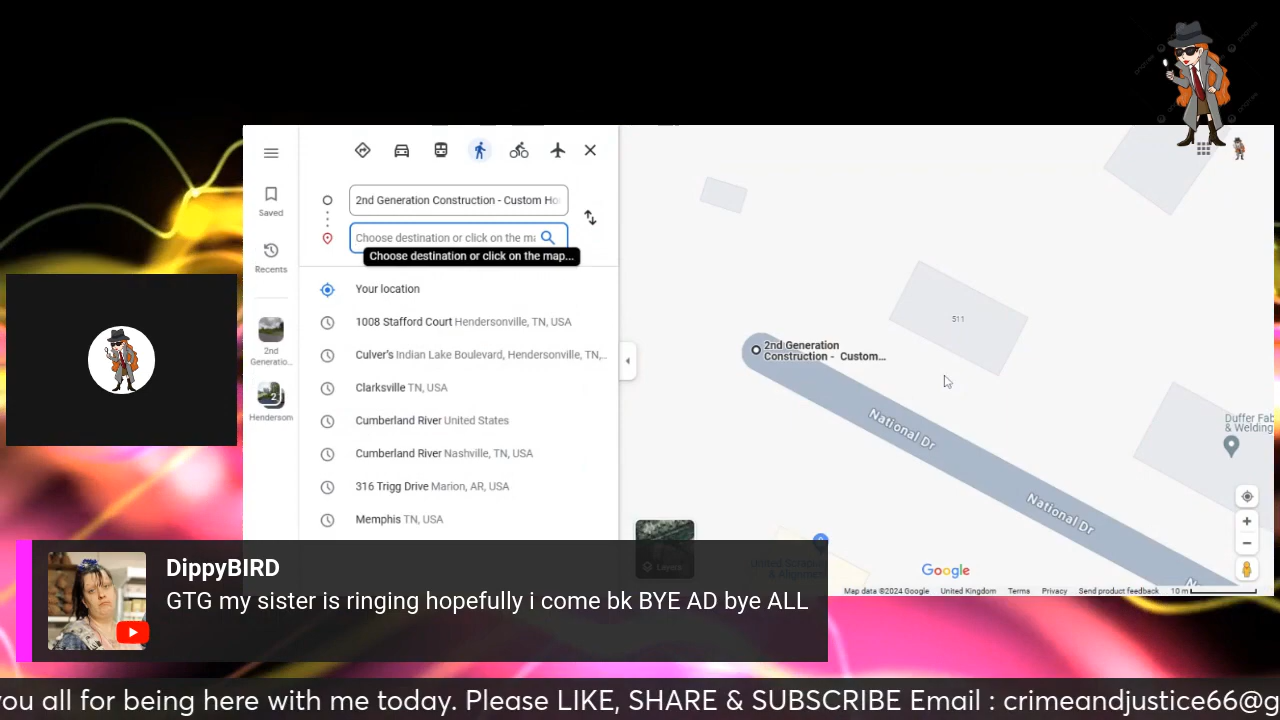 Saved
Recents
2nd
Generatio...
2
Henderson
2nd Generation Construction - Custom Ho
Choose destination or click on the ma
Choose destination or click on the map...
Your location
1008 Stafford Court Hendersonville, TN, USA
Culver's Indian Lake Boulevard, Hendersonville, TN,..
Clarksville TN, USA
Cumberland River United States
Cumberland River Nashville, TN, USA
316 Trigg Drive Marion, AR, USA
Memphis TN, USA
511
2nd Generation
Construction - Custom...
National Dr
National Dr
Duffer Fab
& Welding
Layers
Google
Map data ©2024 Google United Kingdom Terms Privacy Send product feedback 10 m
DippyBIRD
GTG my sister is ringing hopefully i come bk BYE AD bye ALL
you all for being here with me today. Please LIKE, SHARE & SUBSCRIBE Email : crimeandjustice66@g